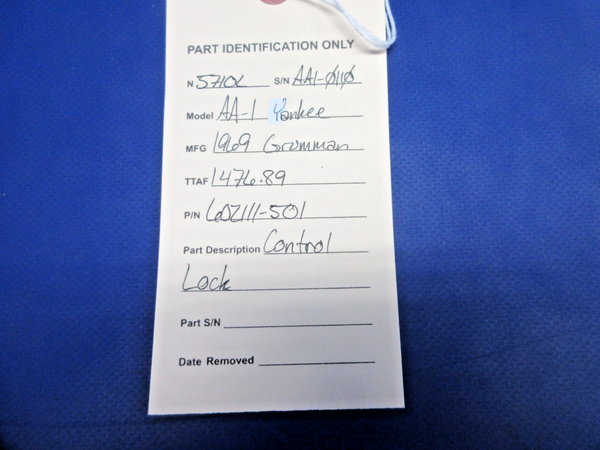 PART IDENTIFICATION ONLY
N 5710L S/N AA1-0110
Model AA-1 Yankee
MFG 1969 Grumman
TTAF 1476.89
P/N 602111-501
Part Description Control
Lock
Part S/N
Date Removed